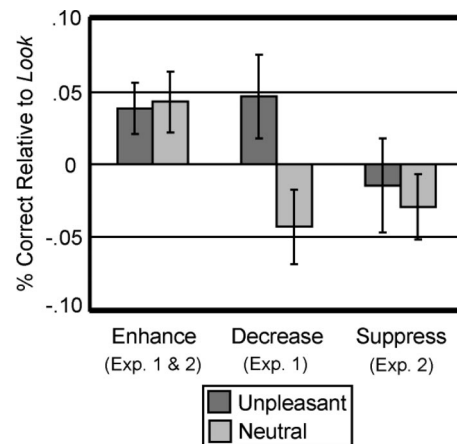 % Correct Relative to Look
.10
.05
0
-.05
-.10
Enhance Decrease Suppress
(Exp. 1 & 2) (Exp. 1) (Exp. 2)
Unpleasant
Neutral